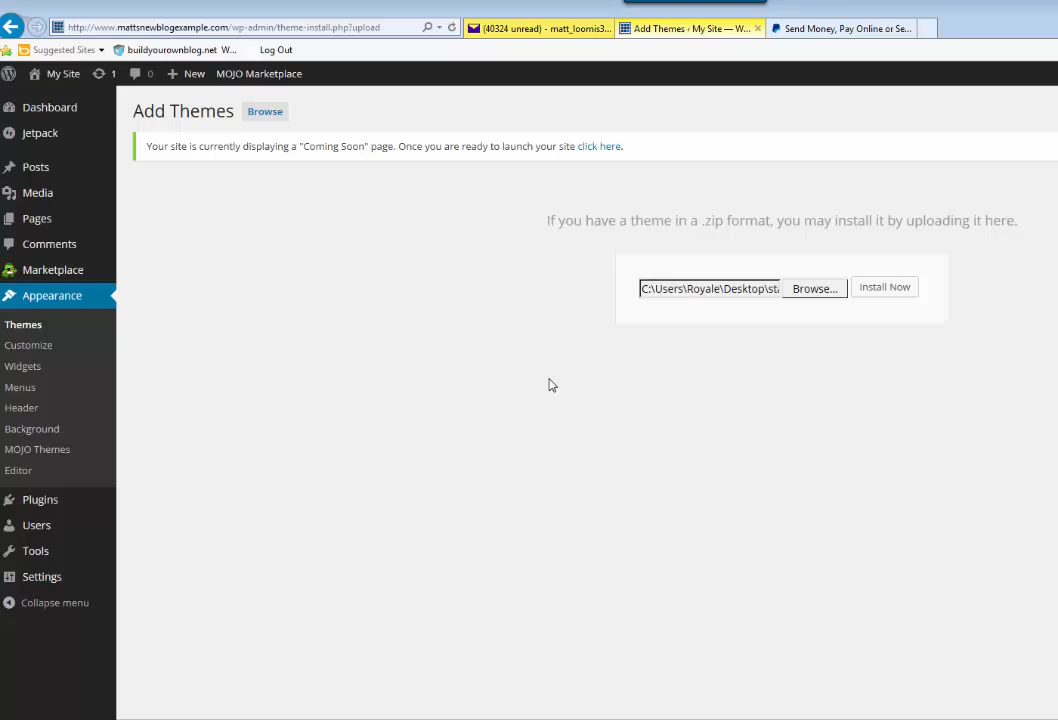 http://www.mattsnewblogexample.com/wp-admin/theme-install.php?upload
(40324 unread) - matt_loomis3...
Add Themes ‹ My Site — W...
Send Money, Pay Online or Se...
Suggested Sites
buildyourownblog.net W...
Log Out
My Site
1
0
New
MOJO Marketplace
Dashboard
Jetpack
Posts
Media
Pages
Comments
Marketplace
Appearance
Themes
Customize
Widgets
Menus
Header
Background
MOJO Themes
Editor
Plugins
Users
Tools
Settings
Collapse menu
Add Themes
Browse
Your site is currently displaying a "Coming Soon" page. Once you are ready to launch your site click here.
If you have a theme in a .zip format, you may install it by uploading it here.
C:\Users\Royale\Desktop\sta
Browse...
Install Now